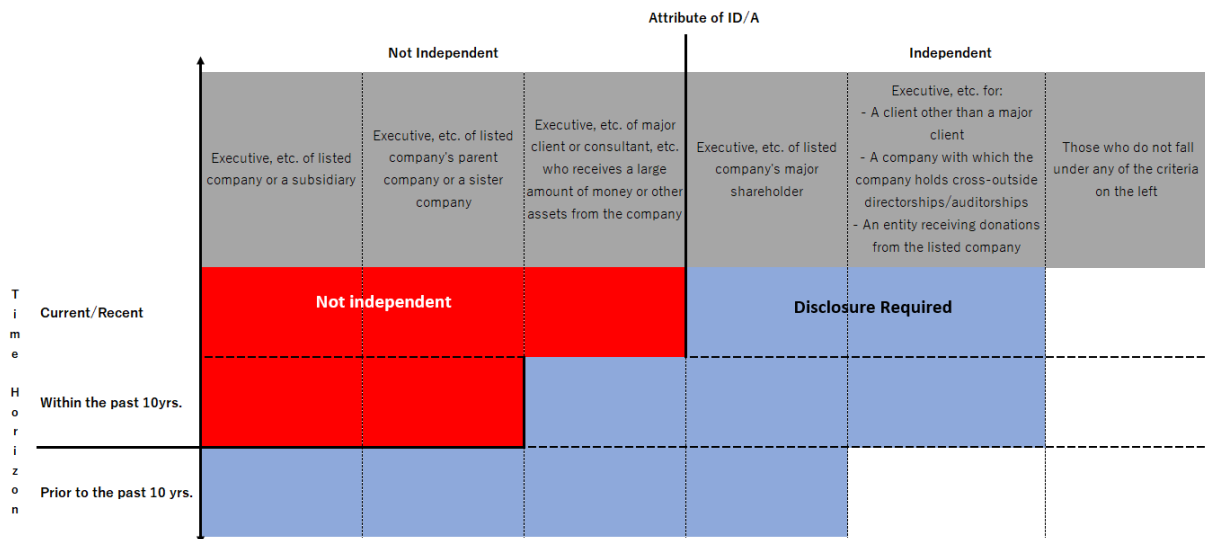 Attribute of ID/A
Not Independent
Independent
Executive, etc. of listed
company or a subsidiary
Executive, etc. of listed
company's parent
company or a sister
company
Executive, etc. of major
client or consultant, etc.
who receives a large
amount of money or other
assets from the company
Executive, etc. of listed
company's major
shareholder
Executive, etc. for:
- A client other than a major
client
- A company with which the
company holds cross-outside
directorships/auditorships
- An entity receiving donations
from the listed company
Those who do not fall
under any of the criteria
on the left
Time Horizon
Current/Recent
Not independent
Disclosure Required
Within the past 10yrs.
Prior to the past 10 yrs.